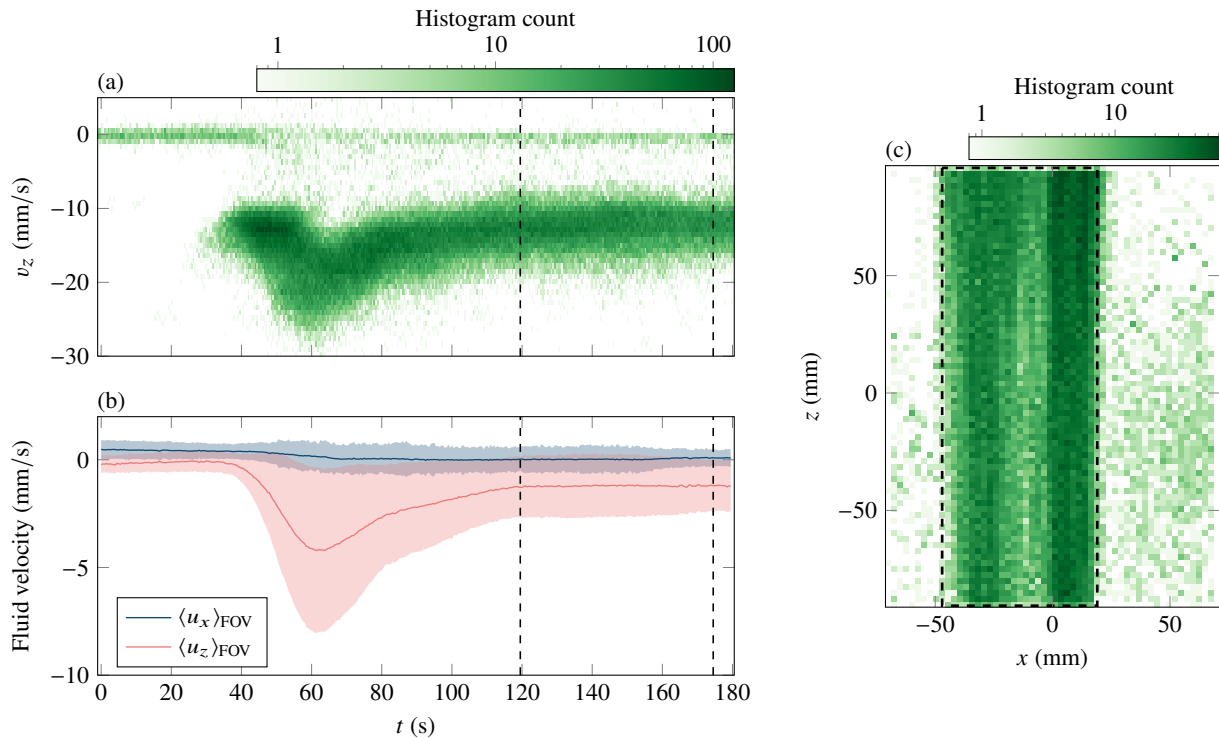 Histogram count
1 10 100
(a)
0
−10
−20
−30
v_z (mm/s)
(b)
0
−5
−10
Fluid velocity (mm/s)
⟨u_x⟩FOV
⟨u_z⟩FOV
0 20 40 60 80 100 120 140 160 180
t (s)
Histogram count
1 10
(c)
50
0
−50
z (mm)
−50 0 50
x (mm)